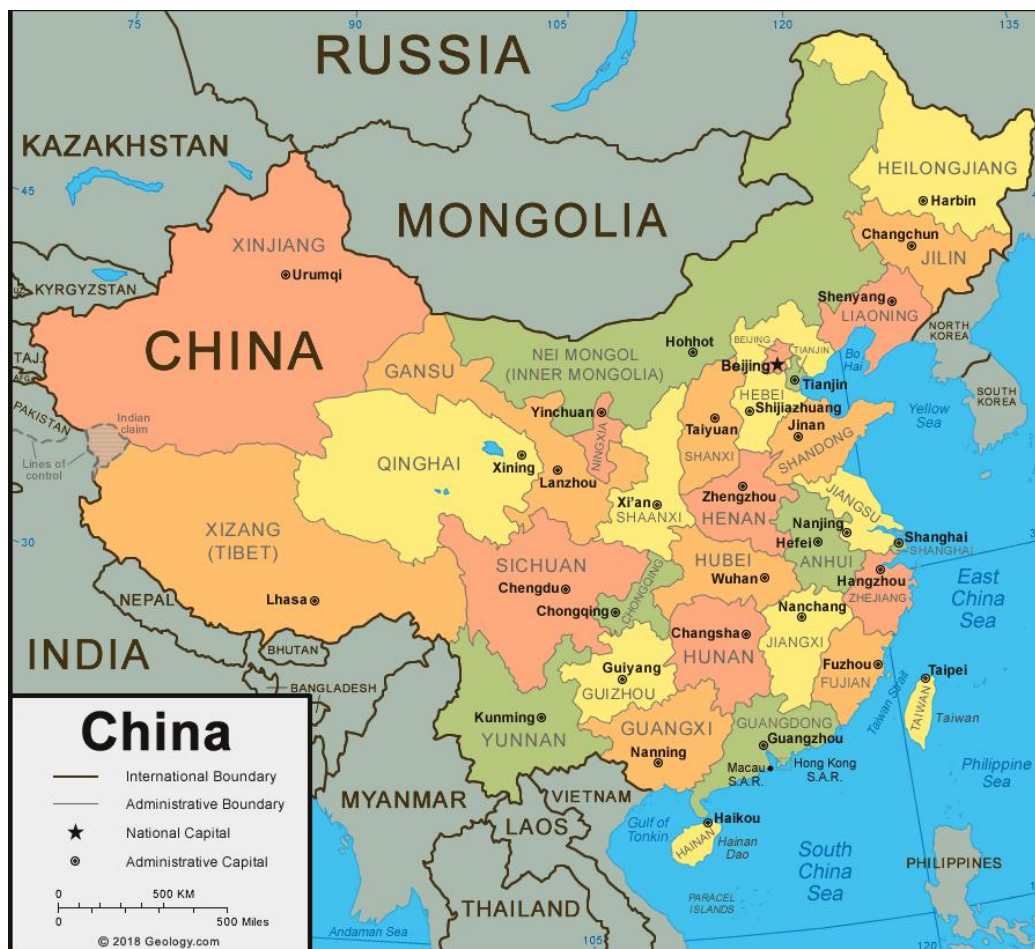 75
90
105
120
135
RUSSIA
KAZAKHSTAN
HEILONGJIANG
45
Harbin
MONGOLIA
Changchun
XINJIANG
JILIN
Urumqi
UZ
KYRGYZSTAN
Shenyang
LIAONING
NORTH
KOREA
CHINA
Hohhot
BEIJING
TIANJIN
Bo
Hai
NEI MONGOL
(INNER MONGOLIA)
TAJ.
GANSU
Beijing
Tianjin
SOUTH
KOREA
AFG
HEBEI
PAKISTAN
Indian
claim
Yinchuan
Shijiazhuang
Yellow
Sea
Taiyuan
Jinan
NINGXIA
SHANXI
SHANDONG
Lines of
control
QINGHAI
Xining
Lanzhou
Xi'an
SHAANXI
Zhengzhou
HENAN
JIANGSU
Nanjing
XIZANG
(TIBET)
30
Hefei
Shanghai
SHANGHAI
3
SICHUAN
HUBEI
ANHUI
Chengdu
Wuhan
Hangzhou
ZHEJIANG
East
China
Sea
CHONGQING
Chongqing
NEPAL
Lhasa
Nanchang
Changsha
JIANGXI
INDIA
BHUTAN
HUNAN
Guiyang
GUIZHOU
Fuzhou
FUJIAN
Taipei
BANGLADESH
Taiwan Strait
TAIWAN
Taiwan
Kunming
YUNNAN
GUANGXI
Nanning
GUANGDONG
Guangzhou
Macau
S.A.R.
Hong Kong
S.A.R.
Philippine
Sea
China
International Boundary
Administrative Boundary
National Capital
Administrative Capital
0
500 KM
0
500 Miles
© 2018 Geology.com
MYANMAR
VIETNAM
LAOS
Gulf of
Tonkin
Haikou
HAINAN
Hainan
Dao
South
China
Sea
PHILIPPINES
PARACEL
ISLANDS
THAILAND
Andaman Sea
105
120
1